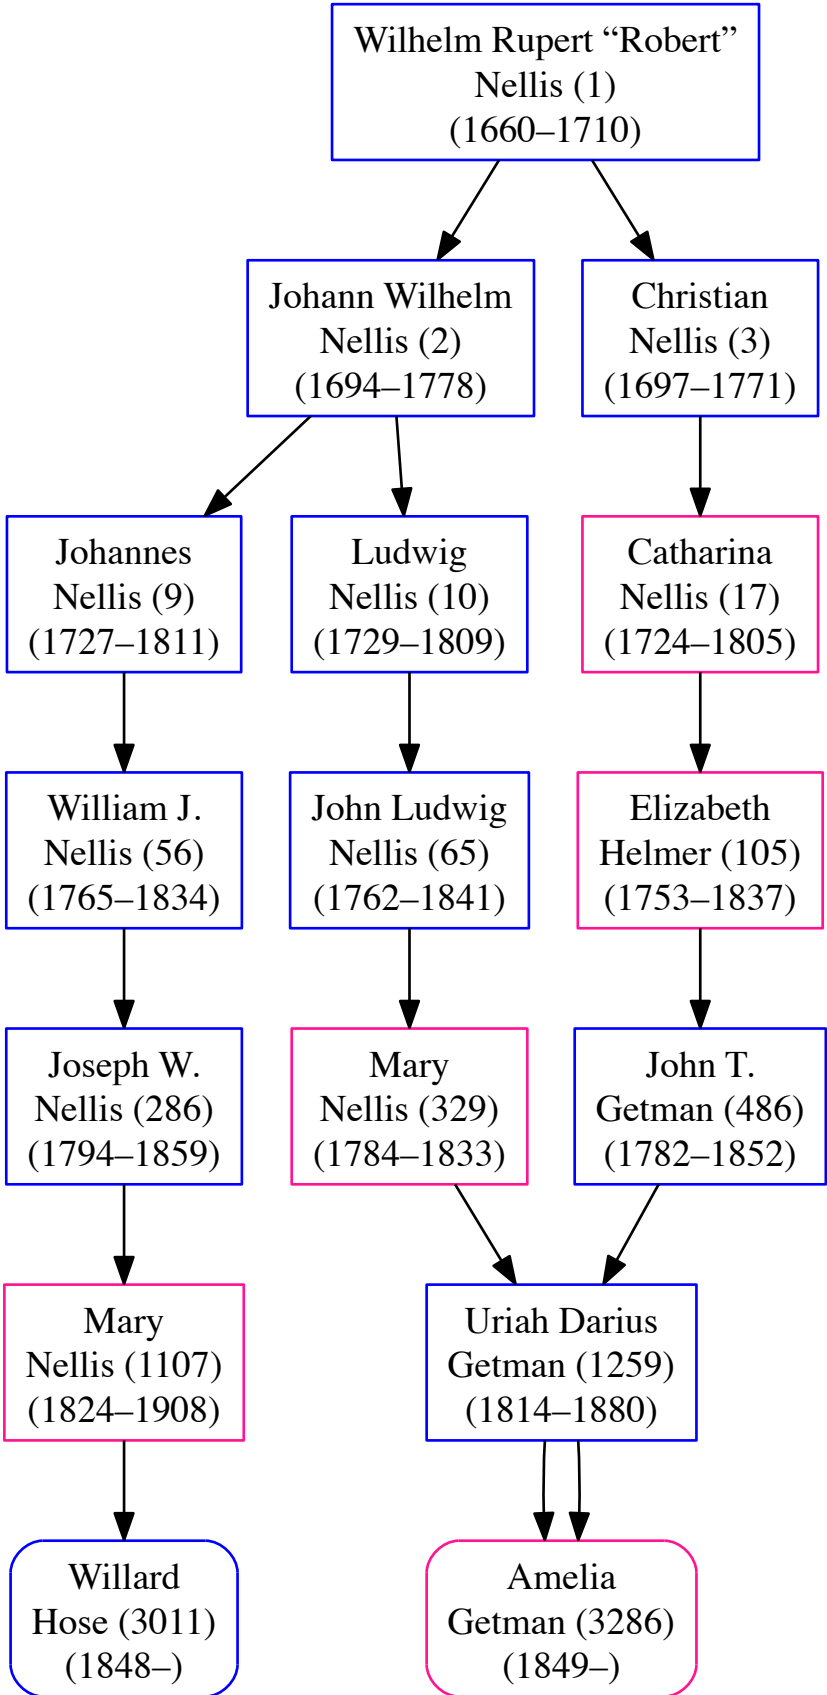 Wilhelm Rupert “Robert”
Nellis (1)
(1660–1710)
Johann Wilhelm
Nellis (2)
(1694–1778)
Christian
Nellis (3)
(1697–1771)
Johannes
Nellis (9)
(1727–1811)
Ludwig
Nellis (10)
(1729–1809)
Catharina
Nellis (17)
(1724–1805)
William J.
Nellis (56)
(1765–1834)
John Ludwig
Nellis (65)
(1762–1841)
Elizabeth
Helmer (105)
(1753–1837)
Joseph W.
Nellis (286)
(1794–1859)
Mary
Nellis (329)
(1784–1833)
John T.
Getman (486)
(1782–1852)
Mary
Nellis (1107)
(1824–1908)
Uriah Darius
Getman (1259)
(1814–1880)
Willard
Hose (3011)
(1848–)
Amelia
Getman (3286)
(1849–)